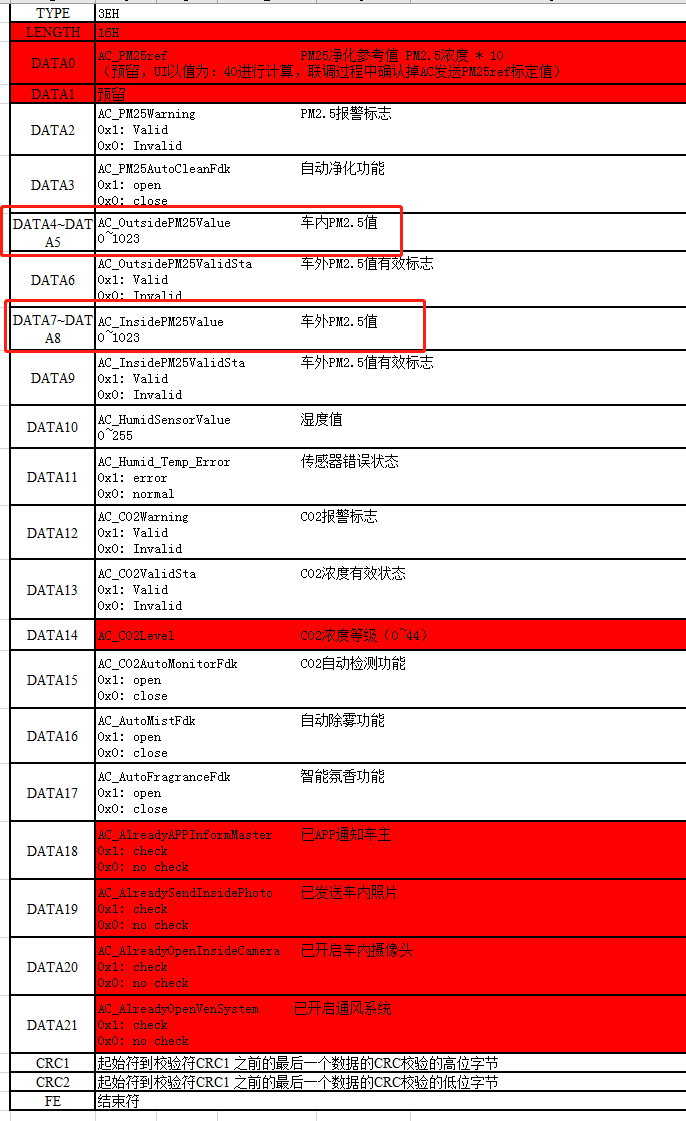 TYPE 3EH
LENGTH 16H
DATA0 AC_PM25ref PM25净化参考值 PM2.5浓度 * 10
(预留，UI以值为：40进行计算，联调过程中确认掉AC发送PM25ref标定值)
DATA1 预留
DATA2 AC_PM25Warning PM2.5报警标志
0x1: Valid
0x0: Invalid
DATA3 AC_PM25AutoCleanFdk 自动净化功能
0x1: open
0x0: close
DATA4~DATA5 AC_OutsidePM25Value 车内PM2.5值
0~1023
DATA6 AC_OutsidePM25ValidSta 车外PM2.5值有效标志
0x1: Valid
0x0: Invalid
DATA7~DATA8 AC_InsidePM25Value 车外PM2.5值
0~1023
DATA9 AC_InsidePM25ValidSta 车外PM2.5值有效标志
0x1: Valid
0x0: Invalid
DATA10 AC_HumidSensorValue 湿度值
0~255
DATA11 AC_Humid_Temp_Error 传感器错误状态
0x1: error
0x0: normal
DATA12 AC_CO2Warning CO2报警标志
0x1: Valid
0x0: Invalid
DATA13 AC_CO2ValidSta CO2浓度有效状态
0x1: Valid
0x0: Invalid
DATA14 AC_CO2Level CO2浓度等级（0~44）
DATA15 AC_CO2AutoMonitorFdk CO2自动检测功能
0x1: open
0x0: close
DATA16 AC_AutoMistFdk 自动除雾功能
0x1: open
0x0: close
DATA17 AC_AutoFragranceFdk 智能氛香功能
0x1: open
0x0: close
DATA18 AC_AlreadyAPPInformMaster 已APP通知车主
0x1: check
0x0: no check
DATA19 AC_AlreadySendInsidePhoto 已发送车内照片
0x1: check
0x0: no check
DATA20 AC_AlreadyOpenInsideCamera 已开启车内摄像头
0x1: check
0x0: no check
DATA21 AC_AlreadyOpenVenSystem 已开启通风系统
0x1: check
0x0: no check
CRC1 起始符到校验符CRC1 之前的最后一个数据的CRC校验的高位字节
CRC2 起始符到校验符CRC1 之前的最后一个数据的CRC校验的低位字节
FE 结束符